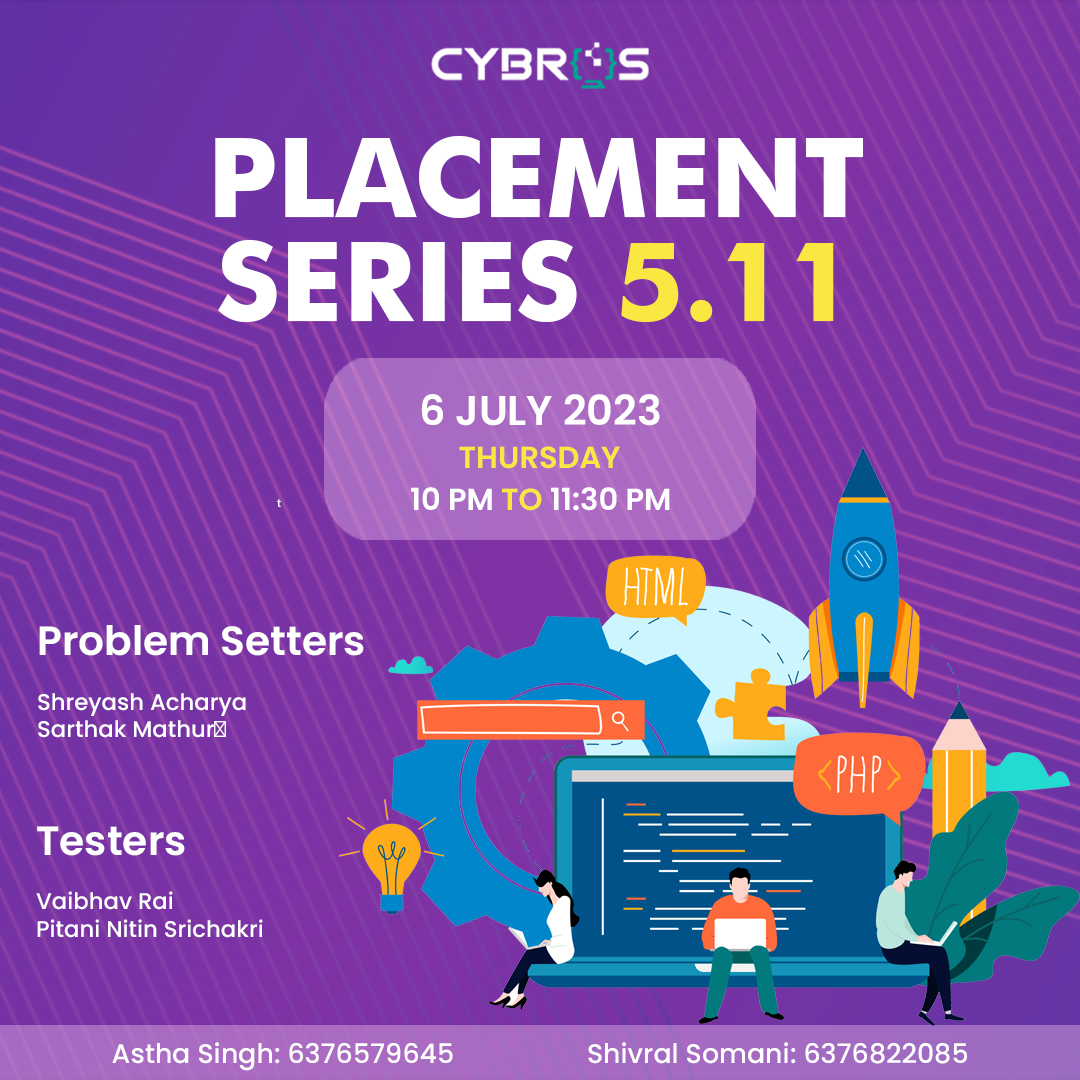 CYBROS
PLACEMENT
SERIES 5.11
6 JULY 2023
THURSDAY
10 PM TO 11:30 PM
t
HTML
Problem Setters
Shreyash Acharya
Sarthak Mathur
<PHP>
Testers
Vaibhav Rai
Pitani Nitin Srichakri
Astha Singh: 6376579645
Shivral Somani: 6376822085